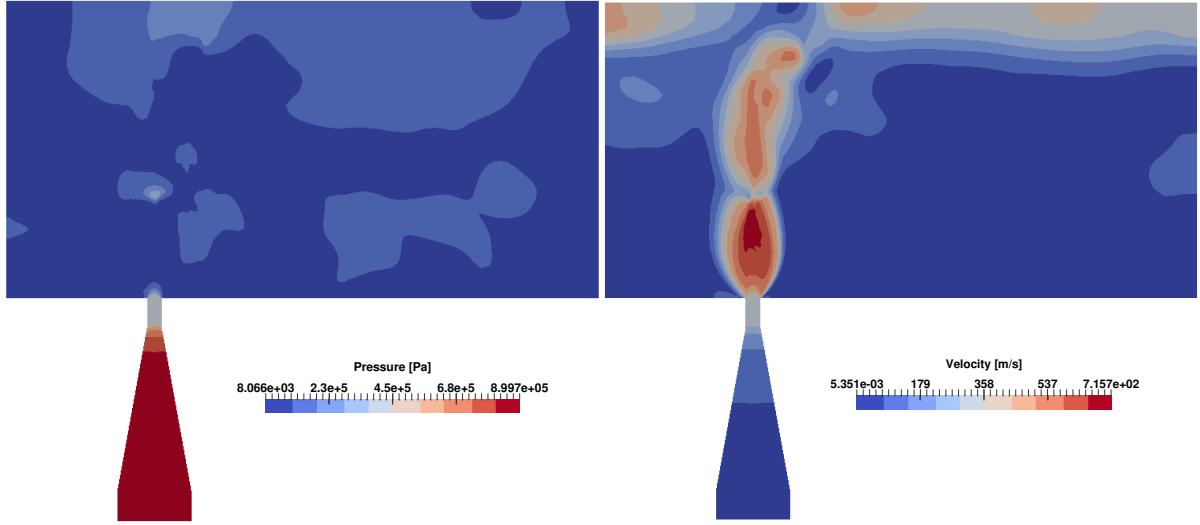 Pressure [Pa]
8.066e+03 2.3e+5 4.5e+5 6.8e+5 8.997e+05
Velocity [m/s]
5.351e-03 179 358 537 7.157e+02